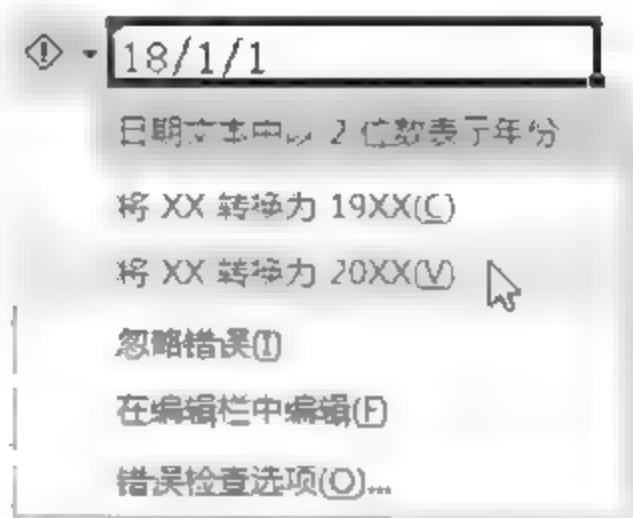 18/1/1
日期文本中以 2 位数表示年份
将 XX 转换为 19XX(C)
将 XX 转换为 20XX(V)
忽略错误(I)
在编辑栏中编辑(F)
错误检查选项(O)...